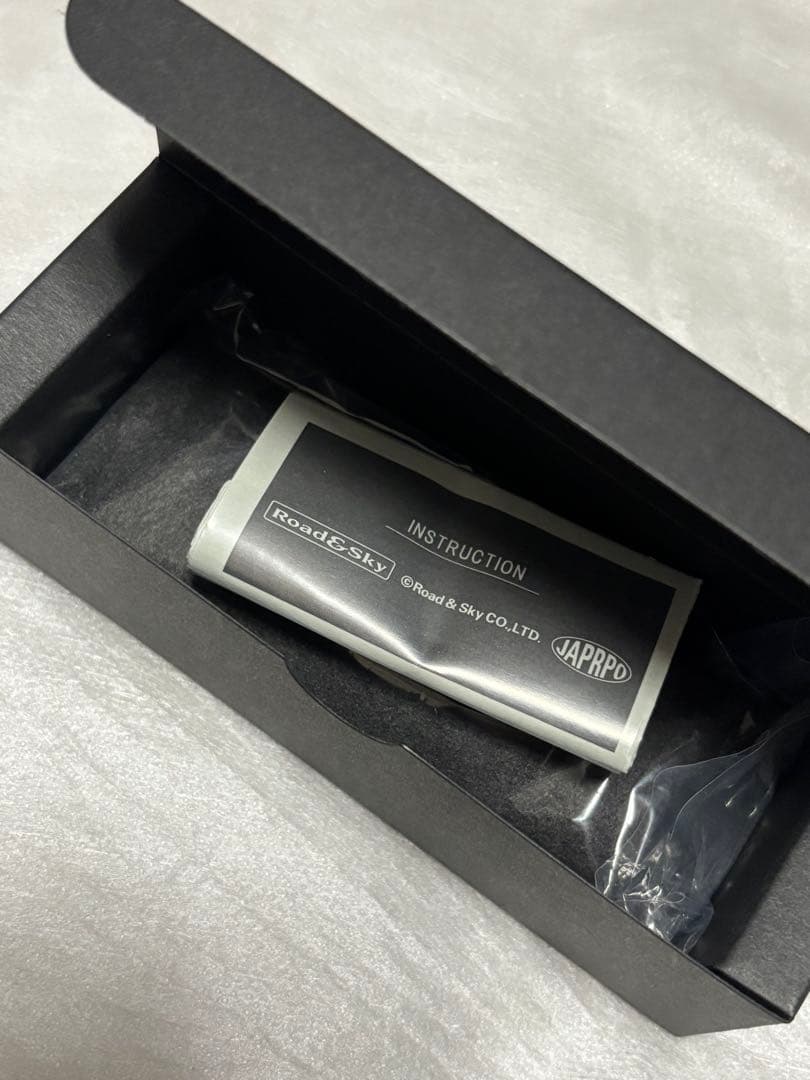 INSTRUCTION
Road&Sky
©Road & Sky CO.,LTD.
JAPRPO